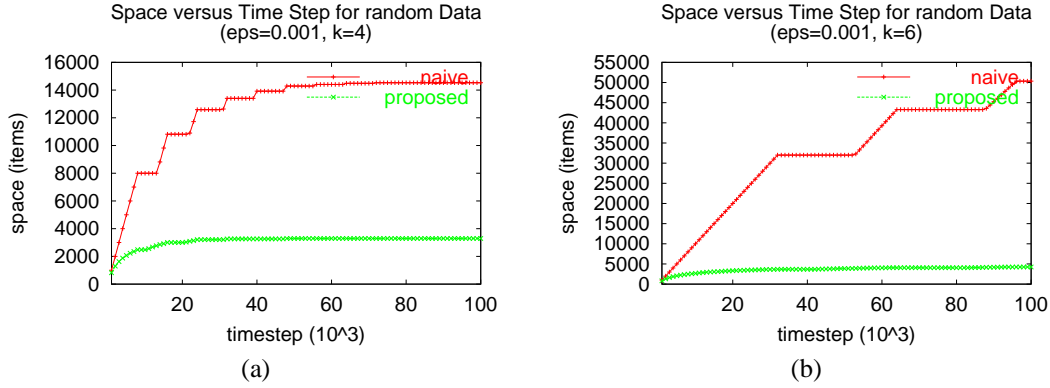 Space versus Time Step for random Data
(eps=0.001, k=4)
16000
14000
12000
10000
8000
6000
4000
2000
0
space (items)
naive
proposed
20
40
60
80
100
timestep (10^3)
(a)
Space versus Time Step for random Data
(eps=0.001, k=6)
55000
50000
45000
40000
35000
30000
25000
20000
15000
10000
5000
0
space (items)
naive
proposed
20
40
60
80
100
timestep (10^3)
(b)